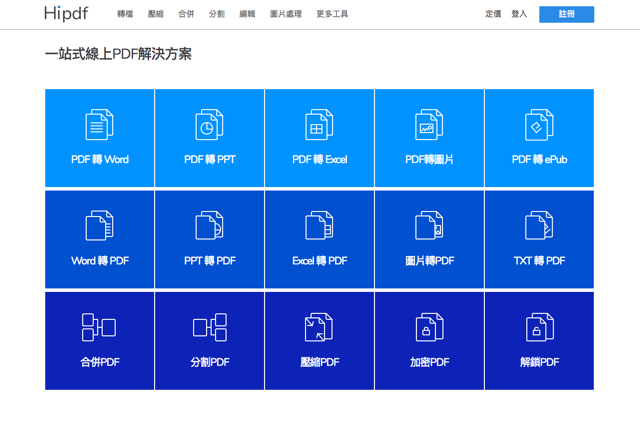 Hipdf 轉檔 壓縮 合併 分割 編輯 圖片處理 更多工具 定價 登入 註冊
一站式線上PDF解決方案
PDF 轉 Word PDF 轉 PPT PDF 轉 Excel PDF轉圖片 PDF 轉 ePub
Word 轉 PDF PPT 轉 PDF Excel 轉 PDF 圖片轉PDF TXT 轉 PDF
合併PDF 分割PDF 壓縮PDF 加密PDF 解鎖PDF